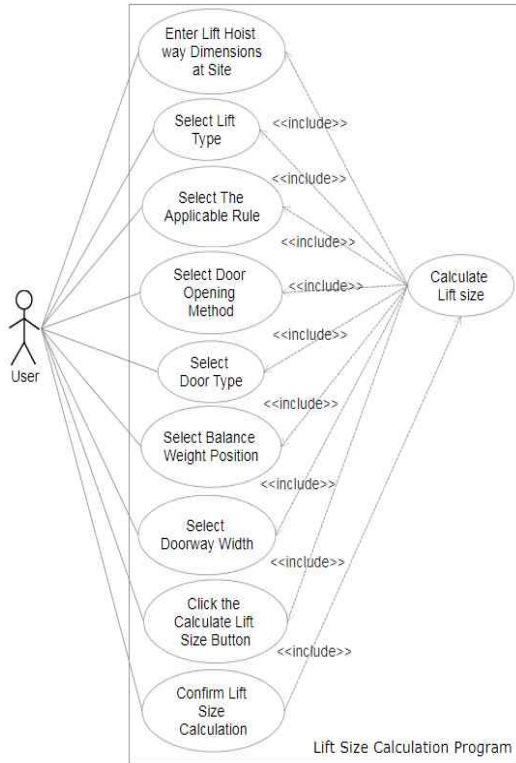 Enter Lift Hoist
way Dimensions
at Site
<<include>>
Select Lift
Type
<<include>>
Select The
Applicable Rule
<<include>>
Select Door
Opening
Method
<<include>>
Calculate
Lift size
User
<<include>>
Select
Door Type
<<include>>
Select Balance
Weight Position
<<include>>
Select
Doorway Width
<<include>>
Click the
Calculate Lift
Size Button
<<include>>
Confirm Lift
Size
Calculation
Lift Size Calculation Program